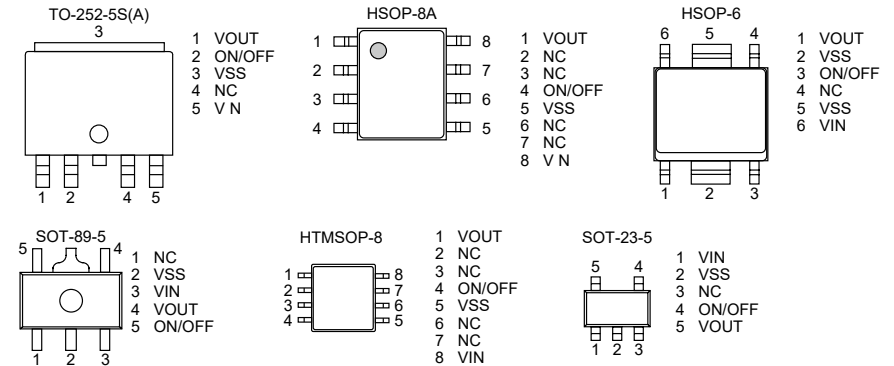 TO-252-5S(A)
3
1 2 4 5
1 VOUT
2 ON/OFF
3 VSS
4 NC
5 V N
HSOP-8A
1 8
2 7
3 6
4 5
1 VOUT
2 NC
3 NC
4 ON/OFF
5 VSS
6 NC
7 NC
8 V N
HSOP-6
6 5 4
1 2 3
1 VOUT
2 VSS
3 ON/OFF
4 NC
5 VSS
6 VIN
SOT-89-5
5 4
1 2 3
1 NC
2 VSS
3 VIN
4 VOUT
5 ON/OFF
HTMSOP-8
1 8
2 7
3 6
4 5
1 VOUT
2 NC
3 NC
4 ON/OFF
5 VSS
6 NC
7 NC
8 VIN
SOT-23-5
5 4
1 2 3
1 VIN
2 VSS
3 NC
4 ON/OFF
5 VOUT